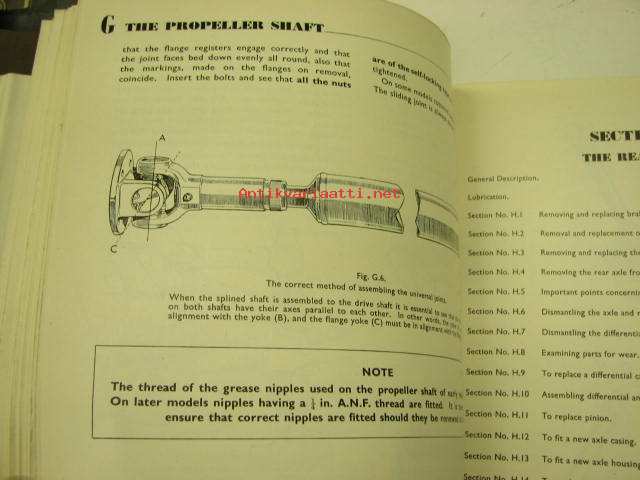 G THE PROPELLER SHAFT
that the flange registers engage correctly and that
the joint faces bed down evenly all round, also that
the markings, made on the flanges on removal,
coincide. Insert the bolts and see that all the nuts
are of the self-locking
tightened.
On some models
The sliding joint is always
A
C
Antikvariaatti.net
Fig. G.6.
The correct method of assembling the universal joints.
When the splined shaft is assembled to the drive shaft it is essential to see
on both shafts have their axes parallel to each other. In other words, the
alignment with the yoke (B), and the flange yoke (C) must be in alignment
NOTE
The thread of the grease nipples used on the propeller shaft of early
On later models nipples having a ¼ in. A.N.F. thread are fitted. It is
ensure that correct nipples are fitted should they be removed
SECTI
THE REA
General Description.
Lubrication.
Section No. H.1 Removing and replacing bra
Section No. H.2 Removal and replacement o
Section No. H.3 Removing and replacing the
Section No. H.4 Removing the rear axle fro
Section No. H.5 Important points concerni
Section No. H.6 Dismantling the axle and r
Section No. H.7 Dismantling the differenti
Section No. H.8 Examining parts for wear.
Section No. H.9 To replace a differential c
Section No. H.10 Assembling differential an
Section No. H.11 To replace pinion.
Section No. H.12 To fit a new axle casing.
Section No. H.13 To fit a new axle housing
Section No. H.14